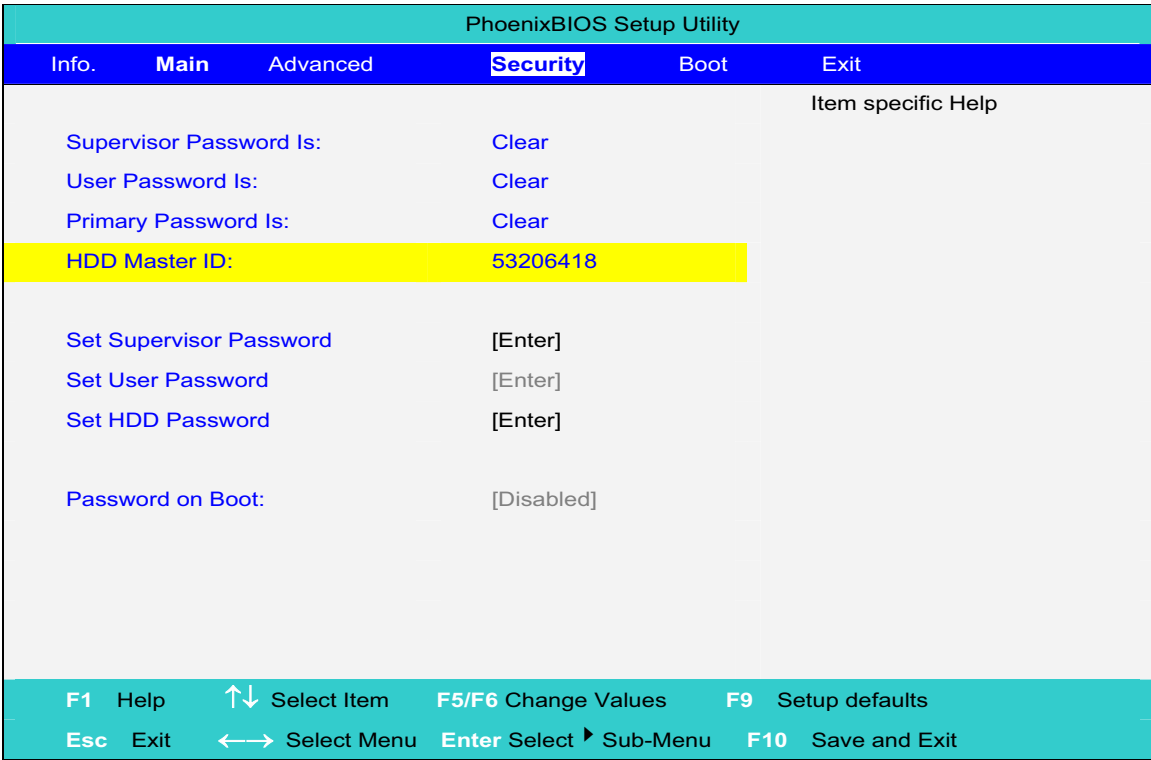 PhoenixBIOS Setup Utility
Info. Main Advanced Security Boot Exit
Item specific Help
Supervisor Password Is: Clear
User Password Is: Clear
Primary Password Is: Clear
HDD Master ID: 53206418
Set Supervisor Password [Enter]
Set User Password [Enter]
Set HDD Password [Enter]
Password on Boot: [Disabled]
F1 Help ↑↓ Select Item F5/F6 Change Values F9 Setup defaults
Esc Exit ←→ Select Menu Enter Select ▶ Sub-Menu F10 Save and Exit